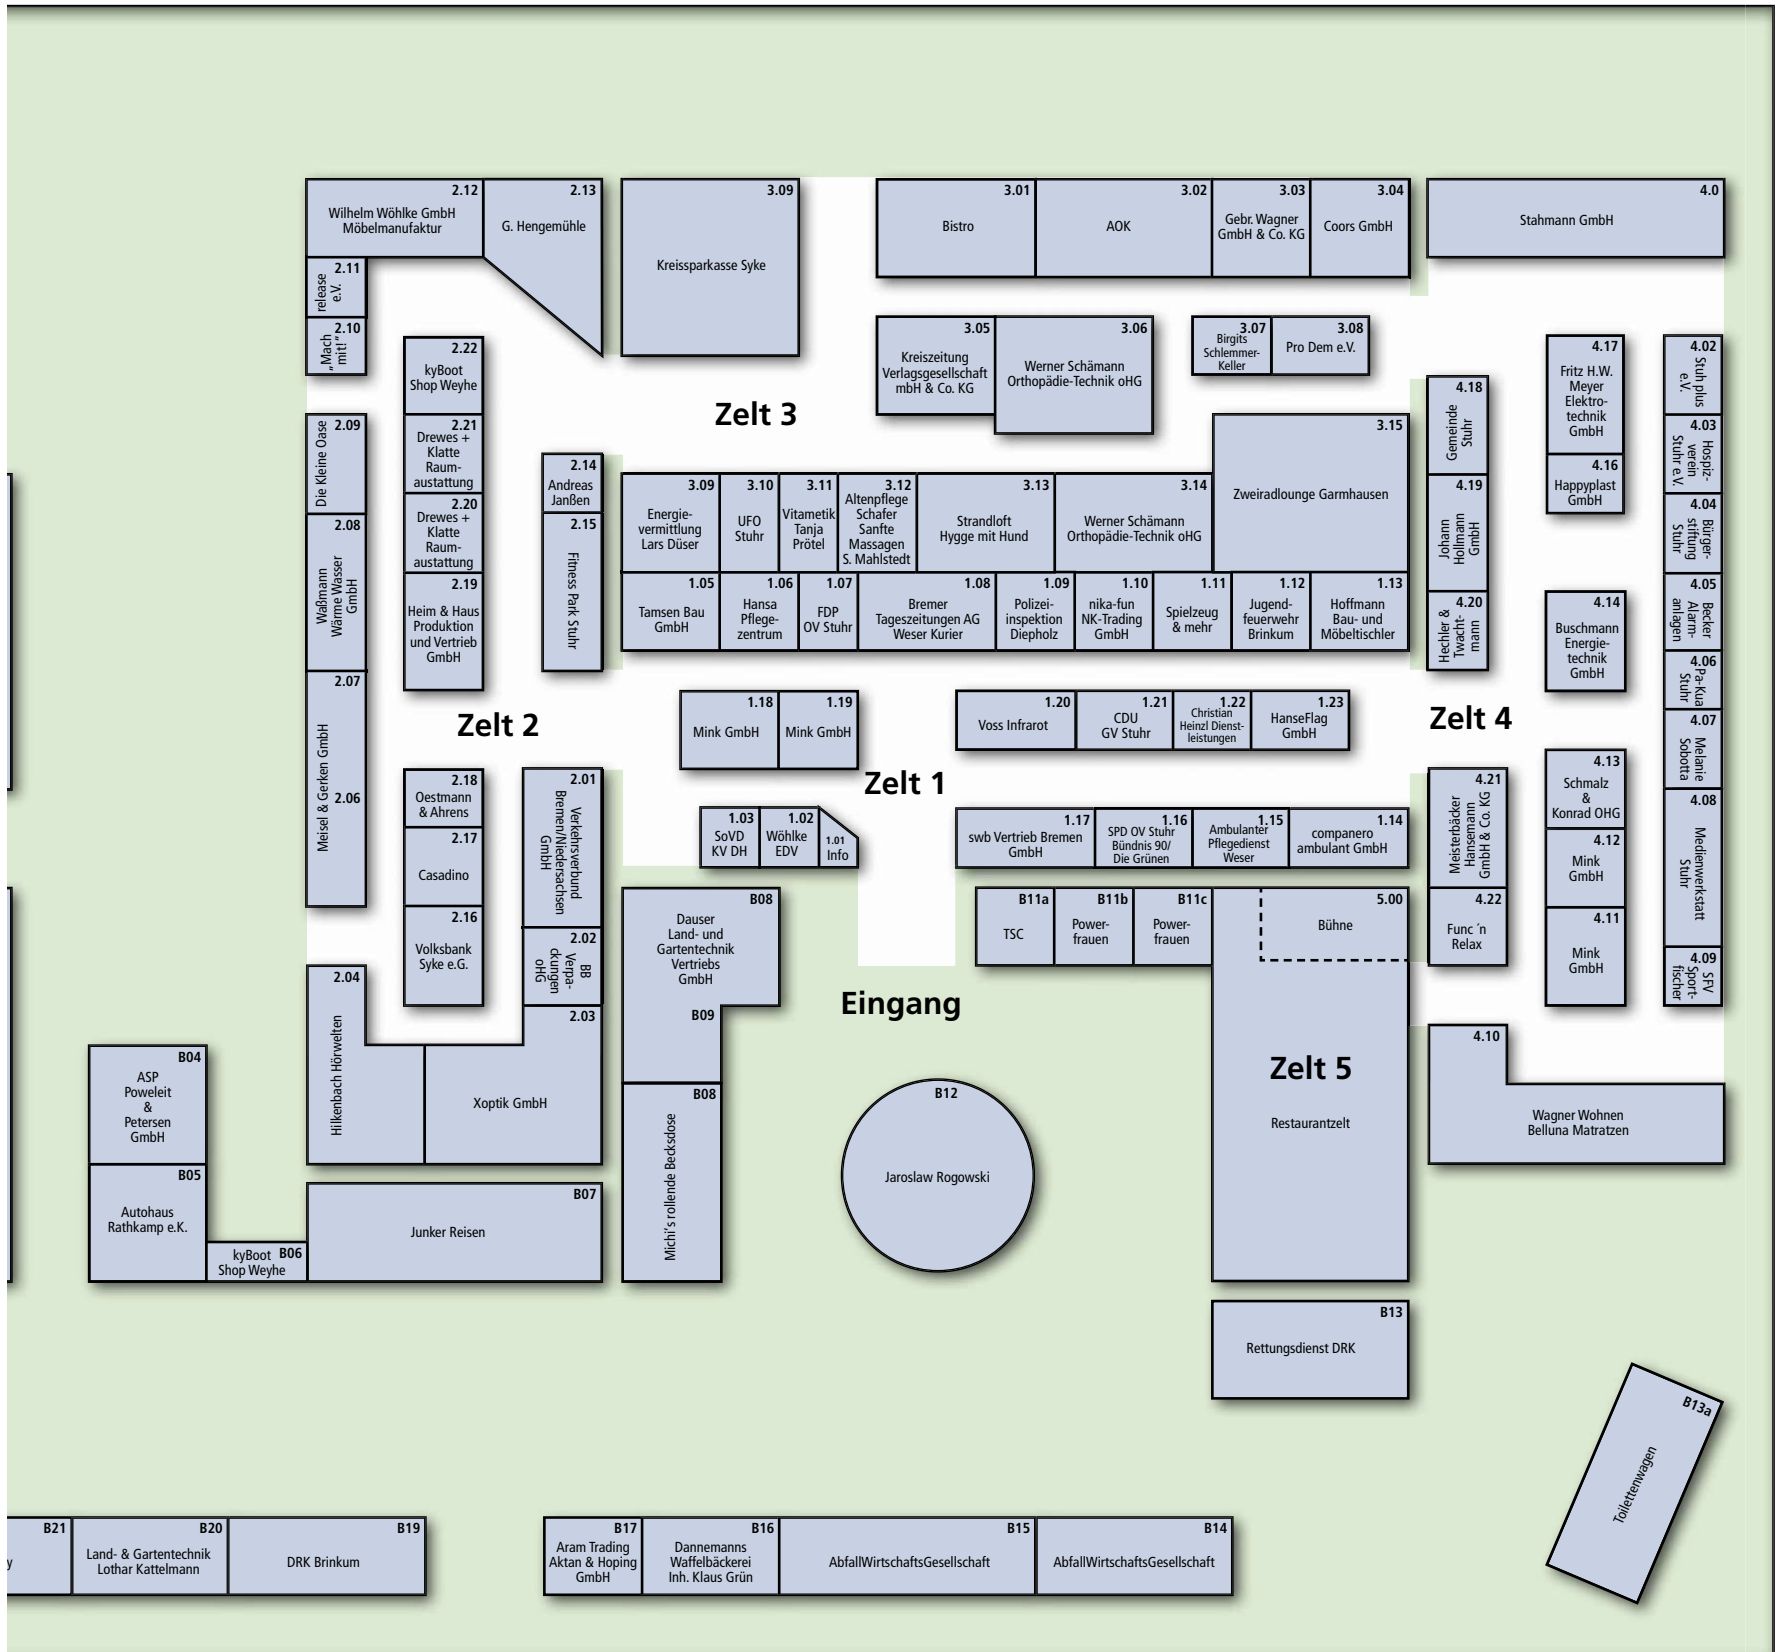 2.12
Wilhelm Wöhlke GmbH
Möbelmanufaktur
2.13
G. Hengemühle
3.09
Kreissparkasse Syke
3.01
Bistro
3.02
AOK
3.03
Gebr. Wagner
GmbH & Co. KG
3.04
Coors GmbH
4.0
Stahmann GmbH
2.11
release
e.V.
2.10
„Mach
mit!“
2.22
kyBoot
Shop Weyhe
3.05
Kreiszeitung
Verlagsgesellschaft
mbH & Co. KG
3.06
Werner Schämann
Orthopädie-Technik oHG
3.07
Birgits
Schlemmer-
Keller
3.08
Pro Dem e.V.
4.17
Fritz H.W.
Meyer
Elektro-
technik
GmbH
4.02
Stuh plus
e.V.
Zelt 3
2.09
Die Kleine Oase
2.21
Drewes +
Klatte
Raum-
austattung
4.18
Gemeinde
Stuhr
3.15
Zweiradlounge Garmhausen
4.03
Hospiz-
verein
Stuhr e.V.
2.14
Andreas
Janßen
4.16
Happyplast
GmbH
2.20
Drewes +
Klatte
Raum-
austattung
3.09
Energie-
vermittlung
Lars Düser
3.10
UFO
Stuhr
3.11
Vitametik
Tanja
Prötel
3.12
Altenpflege
Schafer
Sanfte
Massagen
S. Mahlstedt
3.13
Strandloft
Hygge mit Hund
3.14
Werner Schämann
Orthopädie-Technik oHG
4.19
Johann
Hollmann
GmbH
4.04
Bürger-
stiftung
Stuhr
2.08
Waßmann
Wärme Wasser
GmbH
2.15
Fitness Park Stuhr
2.19
Heim & Haus
Produktion
und Vertrieb
GmbH
1.05
Tamsen Bau
GmbH
1.06
Hansa
Pflege-
zentrum
1.07
FDP
OV Stuhr
1.08
Bremer
Tageszeitungen AG
Weser Kurier
1.09
Polizei-
inspektion
Diepholz
1.10
nika-fun
NK-Trading
GmbH
1.11
Spielzeug
& mehr
1.12
Jugend-
feuerwehr
Brinkum
1.13
Hoffmann
Bau- und
Möbeltischler
4.20
Hechler &
Twacht-
mann
4.14
Buschmann
Energie-
technik
GmbH
4.05
Becker
Alarm-
anlagen
4.06
Pa-Kua
Stuhr
2.07
Meisel & Gerken GmbH
2.06
Zelt 2
1.18
Mink GmbH
1.19
Mink GmbH
1.20
Voss Infrarot
1.21
CDU
GV Stuhr
1.22
Christian
Heinzl Dienst-
leistungen
1.23
HanseFlag
GmbH
Zelt 4
4.07
Melanie
Sobotta
Zelt 1
2.18
Oestmann
& Ahrens
2.01
Verkehrsverbund
Bremen/Niedersachsen
GmbH
4.21
Meisterbäcker
Hansemann
GmbH & Co. KG
4.13
Schmalz
&
Konrad OHG
4.08
Medienwerkstatt
Stuhr
1.03
SoVD
KV DH
1.02
Wöhlke
EDV
1.01
Info
1.17
swb Vertrieb Bremen
GmbH
1.16
SPD OV Stuhr
Bündnis 90/
Die Grünen
1.15
Ambulanter
Pflegedienst
Weser
1.14
companero
ambulant GmbH
2.17
Casadino
4.12
Mink
GmbH
B08
Dauser
Land- und
Gartentechnik
Vertriebs
GmbH
B09
B11a
TSC
B11b
Power-
frauen
B11c
Power-
frauen
5.00
Bühne
4.22
Func ´n
Relax
2.16
Volksbank
Syke e.G.
4.11
Mink
GmbH
2.02
BB
Verpa-
ckungen
oHG
4.09
SFV
Sport-
fischer
2.04
Hilkenbach Hörwelten
Eingang
2.03
Xoptik GmbH
4.10
Wagner Wohnen
Belluna Matratzen
B04
ASP
Poweleit
&
Petersen
GmbH
Zelt 5
Restaurantzelt
B08
Michi's rollende Becksdose
B12
Jaroslaw Rogowski
B05
Autohaus
Rathkamp e.K.
B07
Junker Reisen
B06
kyBoot
Shop Weyhe
B13
Rettungsdienst DRK
B13a
Toilettenwagen
B21
y
B20
Land- & Gartentechnik
Lothar Kattelmann
B19
DRK Brinkum
B17
Aram Trading
Aktan & Hoping
GmbH
B16
Dannemanns
Waffelbäckerei
Inh. Klaus Grün
B15
AbfallWirtschaftsGesellschaft
B14
AbfallWirtschaftsGesellschaft